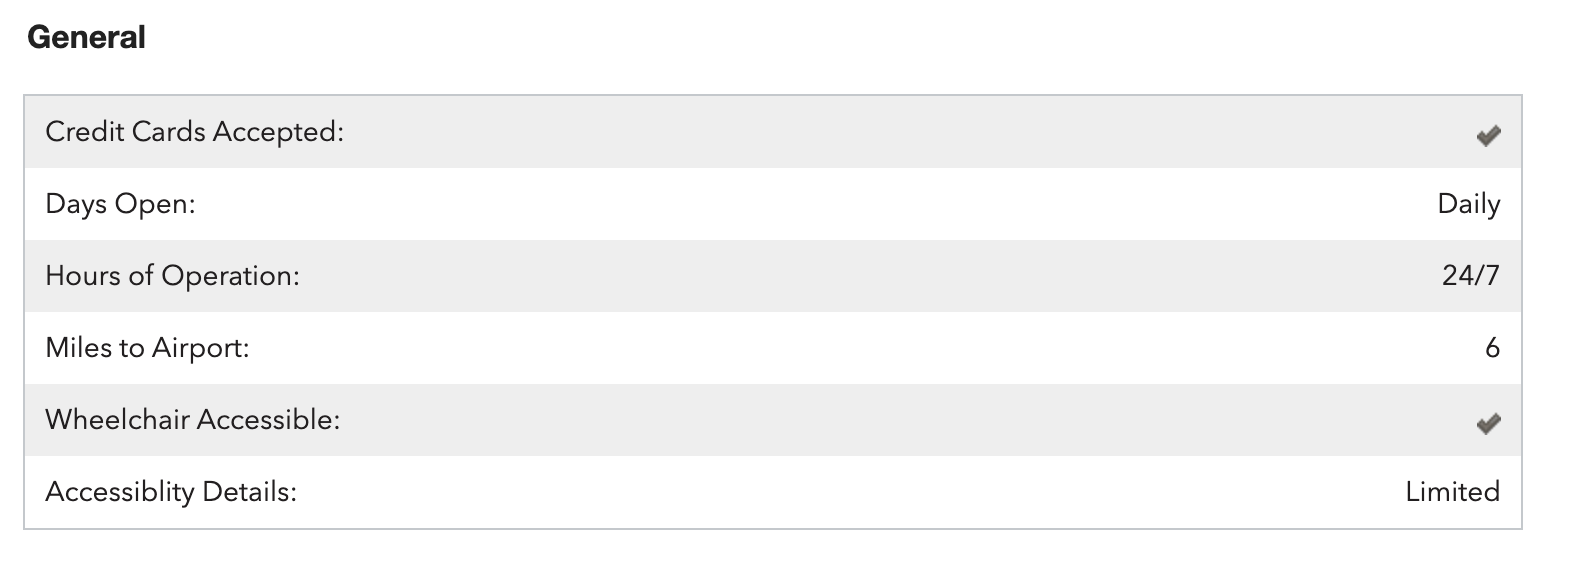 General
Credit Cards Accepted: ✔
Days Open: Daily
Hours of Operation: 24/7
Miles to Airport: 6
Wheelchair Accessible: ✔
Accessiblity Details: Limited